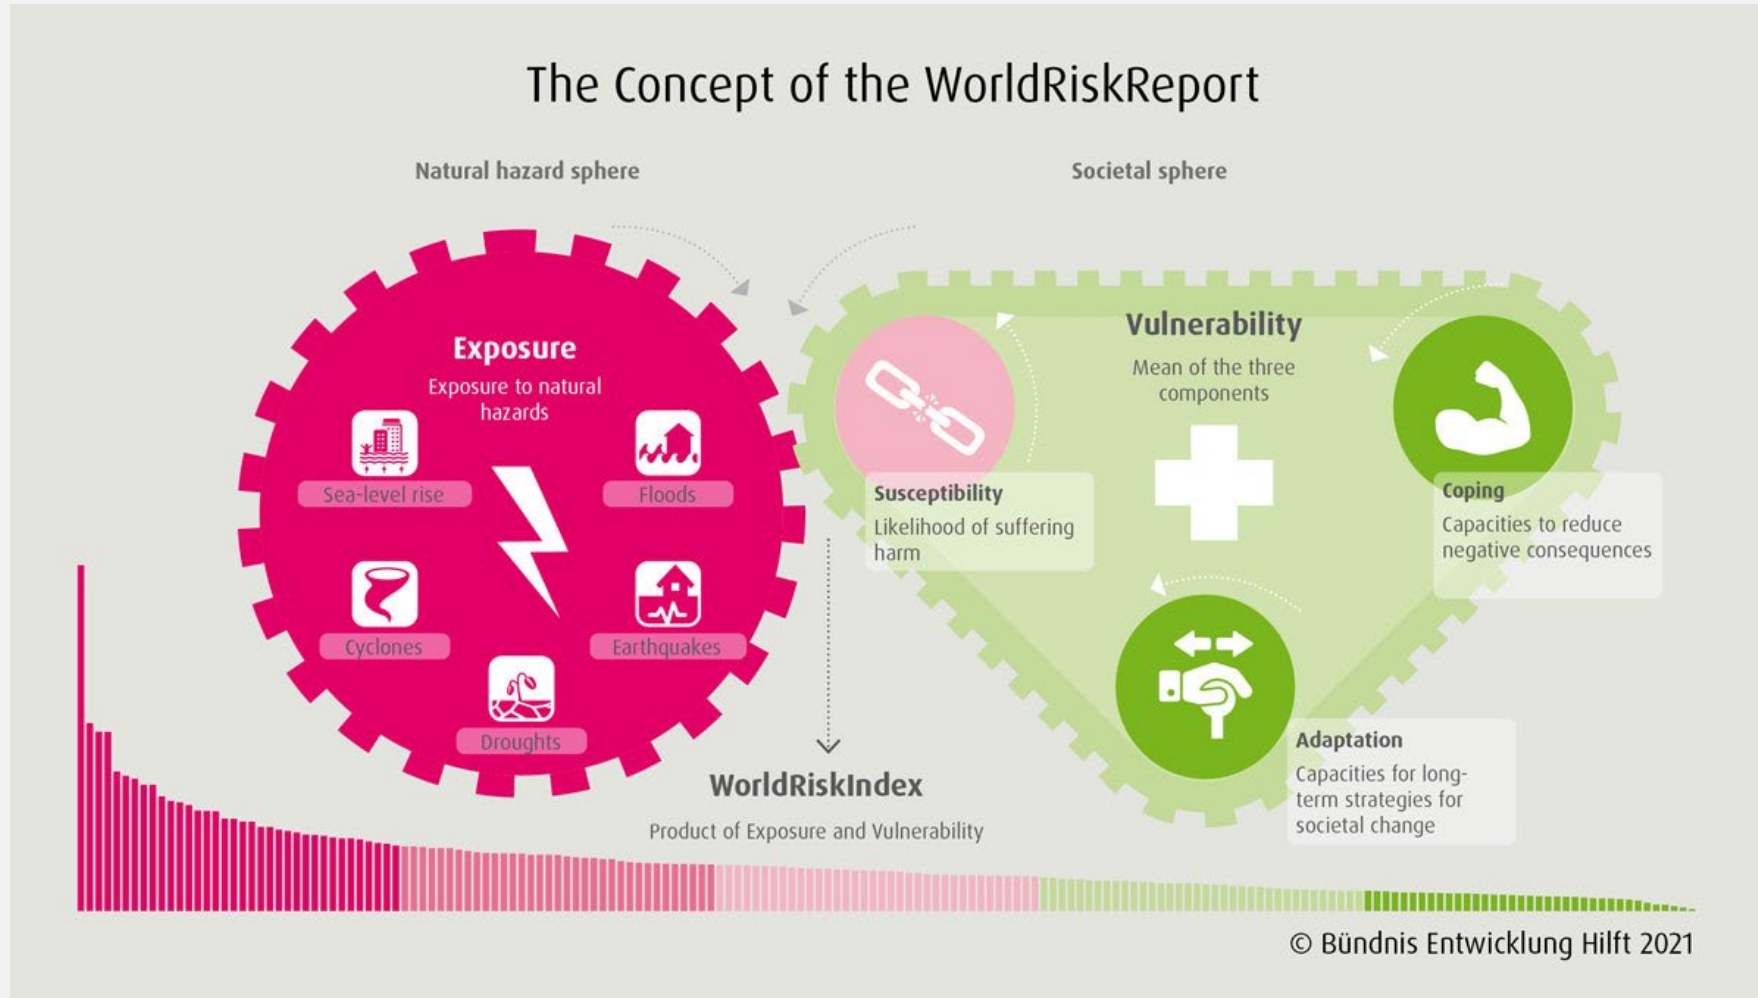 The Concept of the WorldRiskReport
Natural hazard sphere
Societal sphere
Exposure
Exposure to natural
hazards
Sea-level rise
Floods
Cyclones
Earthquakes
Droughts
Vulnerability
Mean of the three
components
Susceptibility
Likelihood of suffering
harm
Coping
Capacities to reduce
negative consequences
Adaptation
Capacities for long-
term strategies for
societal change
WorldRiskIndex
Product of Exposure and Vulnerability
© Bündnis Entwicklung Hilft 2021